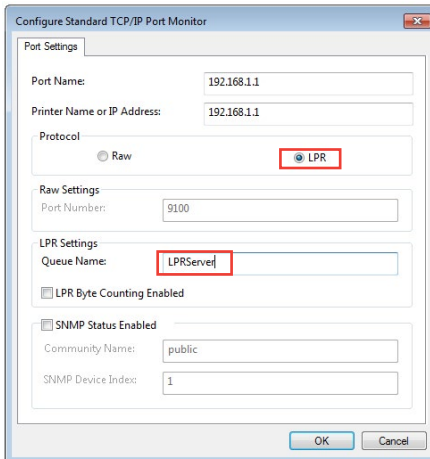 Configure Standard TCP/IP Port Monitor
Port Settings
Port Name: 192.168.1.1
Printer Name or IP Address: 192.168.1.1
Protocol
Raw LPR
Raw Settings
Port Number: 9100
LPR Settings
Queue Name: LPRServer
LPR Byte Counting Enabled
SNMP Status Enabled
Community Name: public
SNMP Device Index: 1
OK Cancel